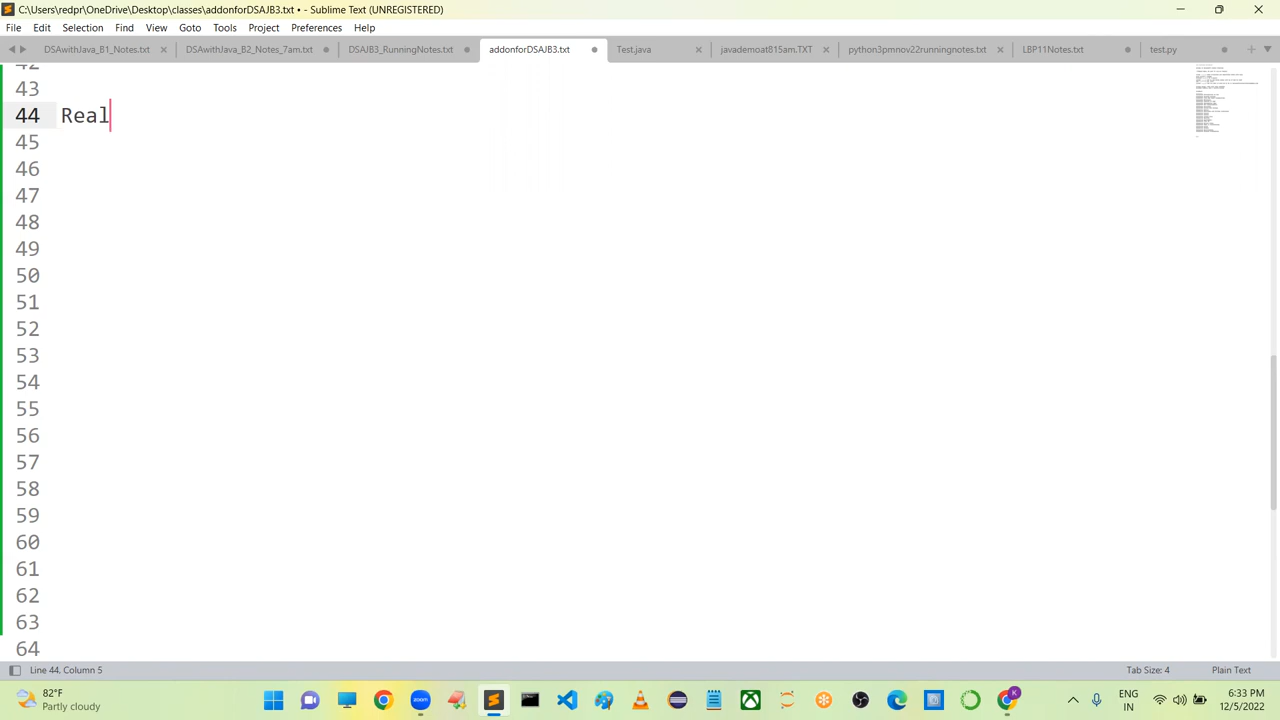 C:\Users\redpr\OneDrive\Desktop\classes\addonforDSAJB3.txt • - Sublime Text (UNREGISTERED)
File Edit Selection Find View Goto Tools Project Preferences Help
DSAwithJava_B1_Notes.txt DSAwithJava_B2_Notes_7am.txt DSAJB3_RunningNotes.txt addonforDSAJB3.txt Test.java javademoat815am.TXT python3pmnov22runningnotes.txt LBP11Notes.txt test.py
42
43
44 Real
45
46
47
48
49
50
51
52
53
54
55
56
57
58
59
60
61
62
63
64
Line 44, Column 5 Tab Size: 4 Plain Text
82°F
Partly cloudy
zoom
K
ENG
IN
6:33 PM
12/5/2022